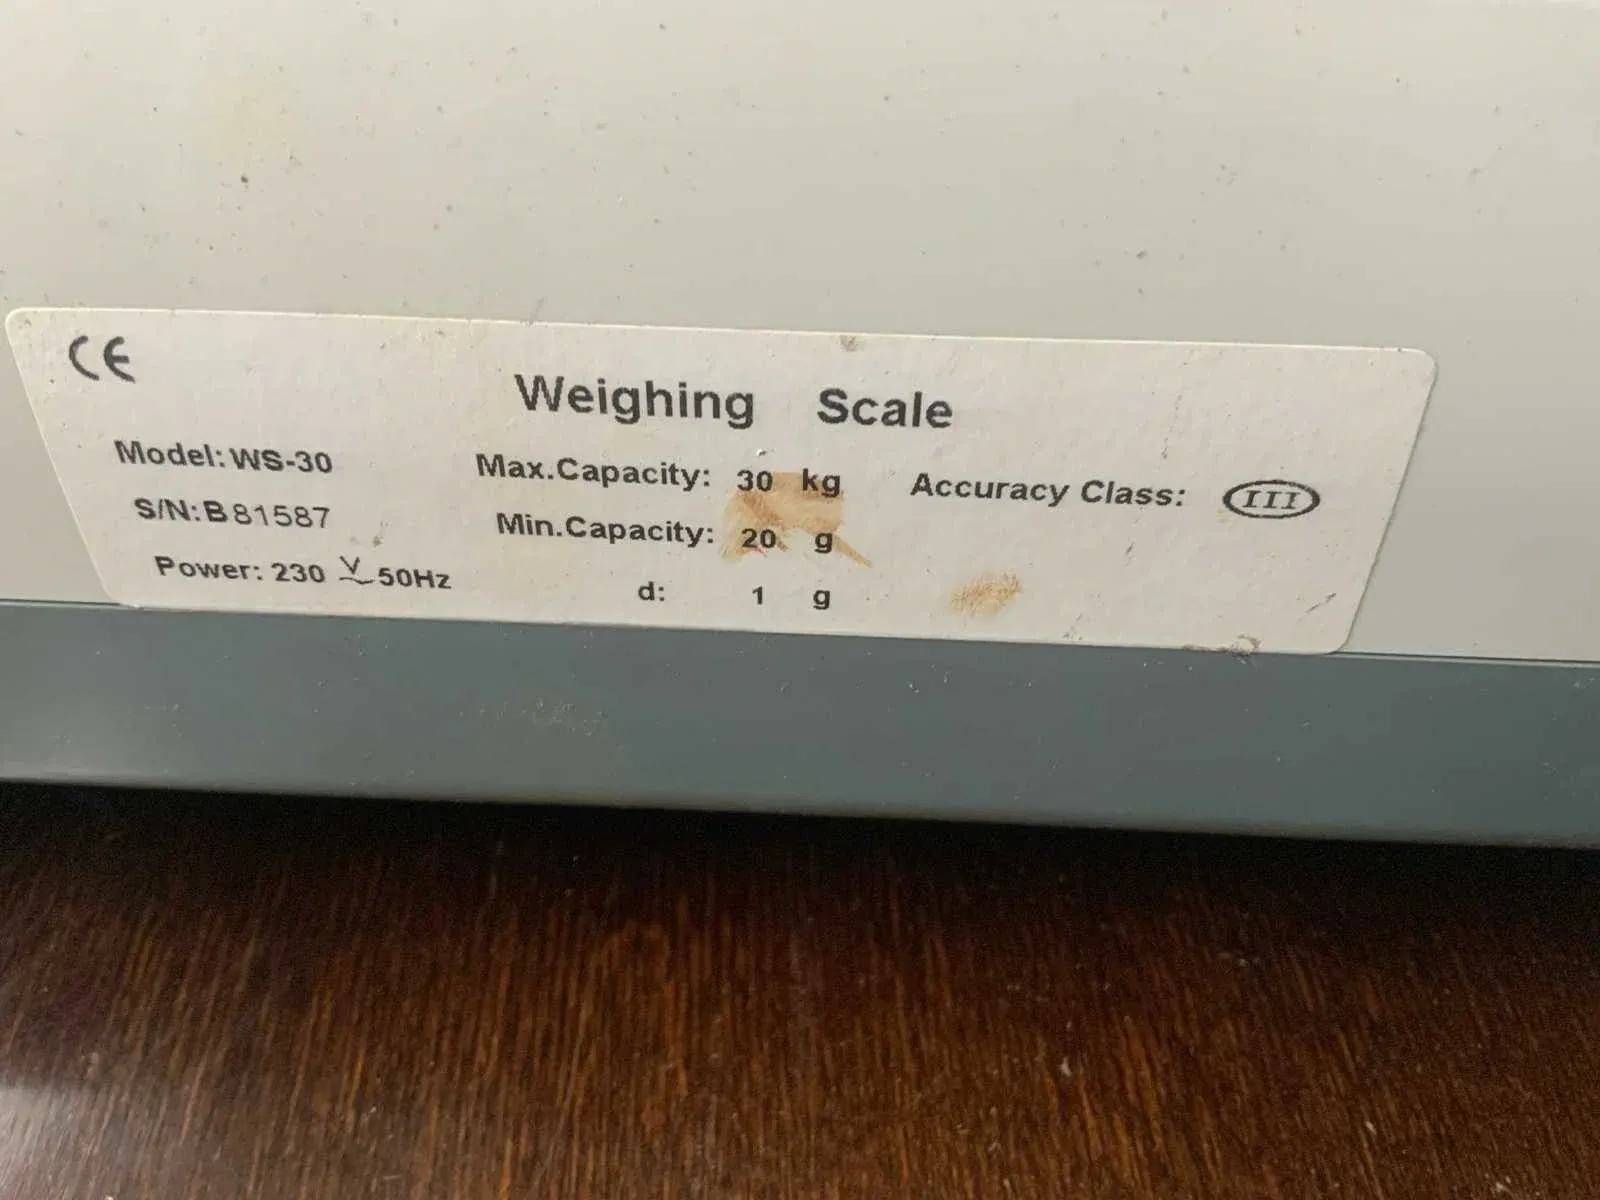 CE
Weighing Scale
Model: WS-30 Max.Capacity: 30 kg Accuracy Class: III
S/N: B 81587 Min.Capacity: 20 g
Power: 230 V~50Hz d: 1 g